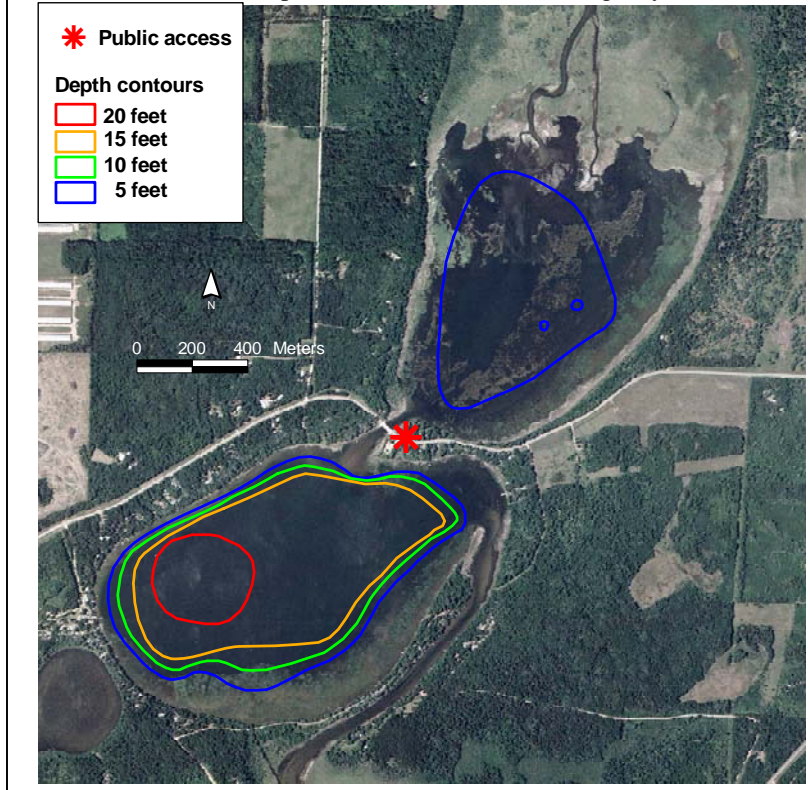 Public access
Depth contours
20 feet
15 feet
10 feet
5 feet
N
0 200 400 Meters